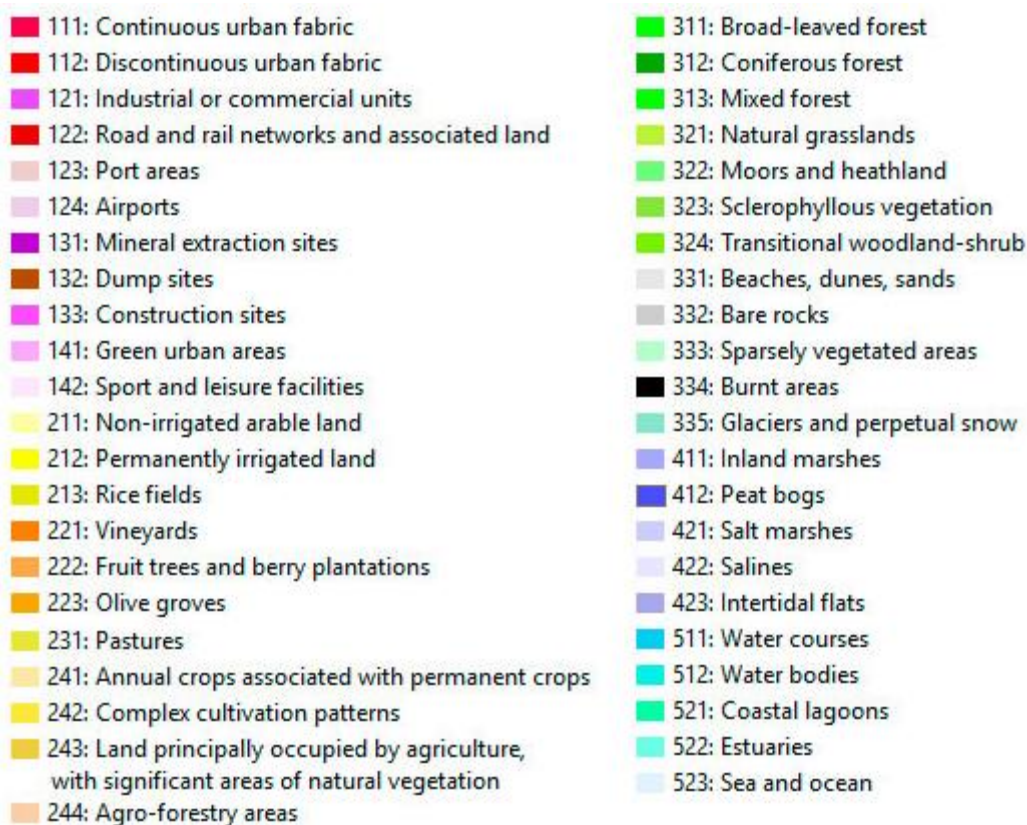 111: Continuous urban fabric
112: Discontinuous urban fabric
121: Industrial or commercial units
122: Road and rail networks and associated land
123: Port areas
124: Airports
131: Mineral extraction sites
132: Dump sites
133: Construction sites
141: Green urban areas
142: Sport and leisure facilities
211: Non-irrigated arable land
212: Permanently irrigated land
213: Rice fields
221: Vineyards
222: Fruit trees and berry plantations
223: Olive groves
231: Pastures
241: Annual crops associated with permanent crops
242: Complex cultivation patterns
243: Land principally occupied by agriculture,
with significant areas of natural vegetation
244: Agro-forestry areas
311: Broad-leaved forest
312: Coniferous forest
313: Mixed forest
321: Natural grasslands
322: Moors and heathland
323: Sclerophyllous vegetation
324: Transitional woodland-shrub
331: Beaches, dunes, sands
332: Bare rocks
333: Sparsely vegetated areas
334: Burnt areas
335: Glaciers and perpetual snow
411: Inland marshes
412: Peat bogs
421: Salt marshes
422: Salines
423: Intertidal flats
511: Water courses
512: Water bodies
521: Coastal lagoons
522: Estuaries
523: Sea and ocean